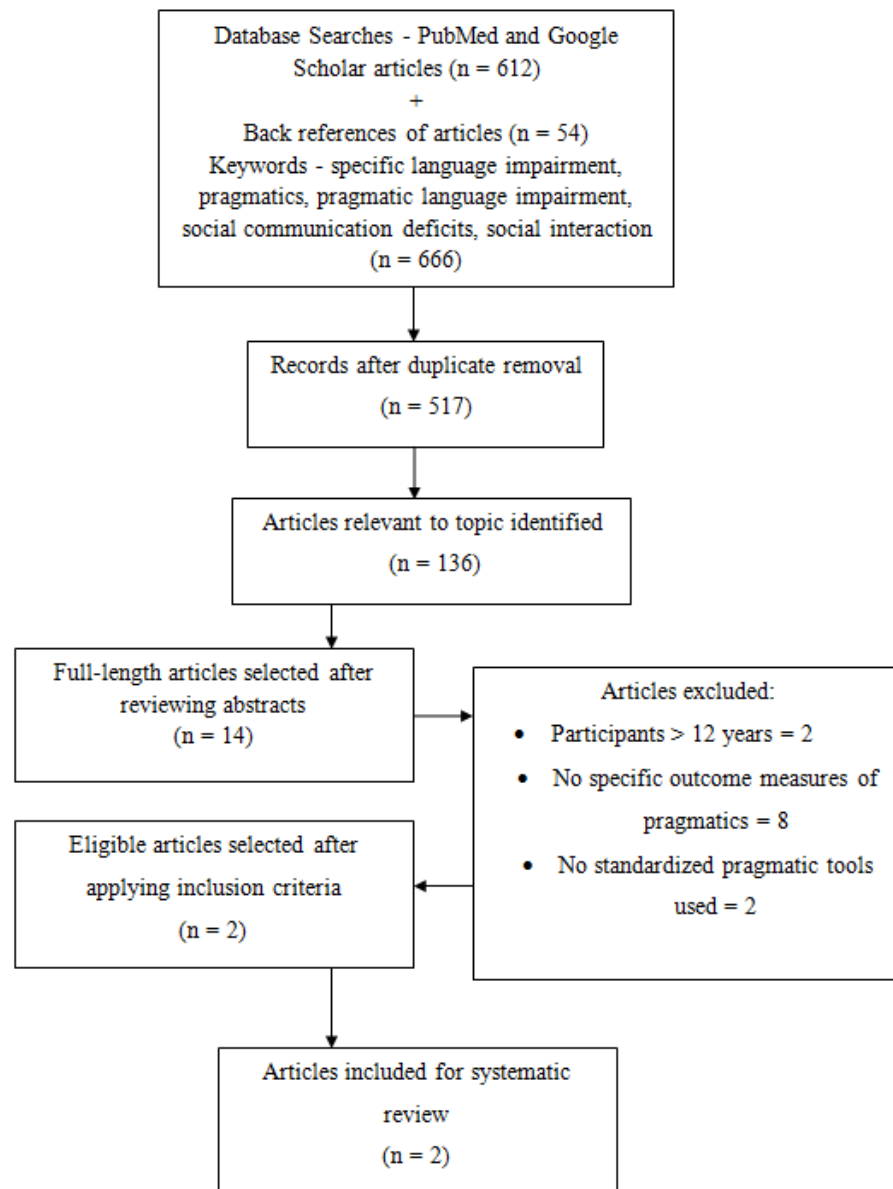 Database Searches - PubMed and Google
Scholar articles (n = 612)
+
Back references of articles (n = 54)
Keywords - specific language impairment,
pragmatics, pragmatic language impairment,
social communication deficits, social interaction
(n = 666)
Records after duplicate removal
(n = 517)
Articles relevant to topic identified
(n = 136)
Full-length articles selected after
reviewing abstracts
(n = 14)
Articles excluded:
• Participants > 12 years = 2
• No specific outcome measures of
pragmatics = 8
• No standardized pragmatic tools
used = 2
Eligible articles selected after
applying inclusion criteria
(n = 2)
Articles included for systematic
review
(n = 2)